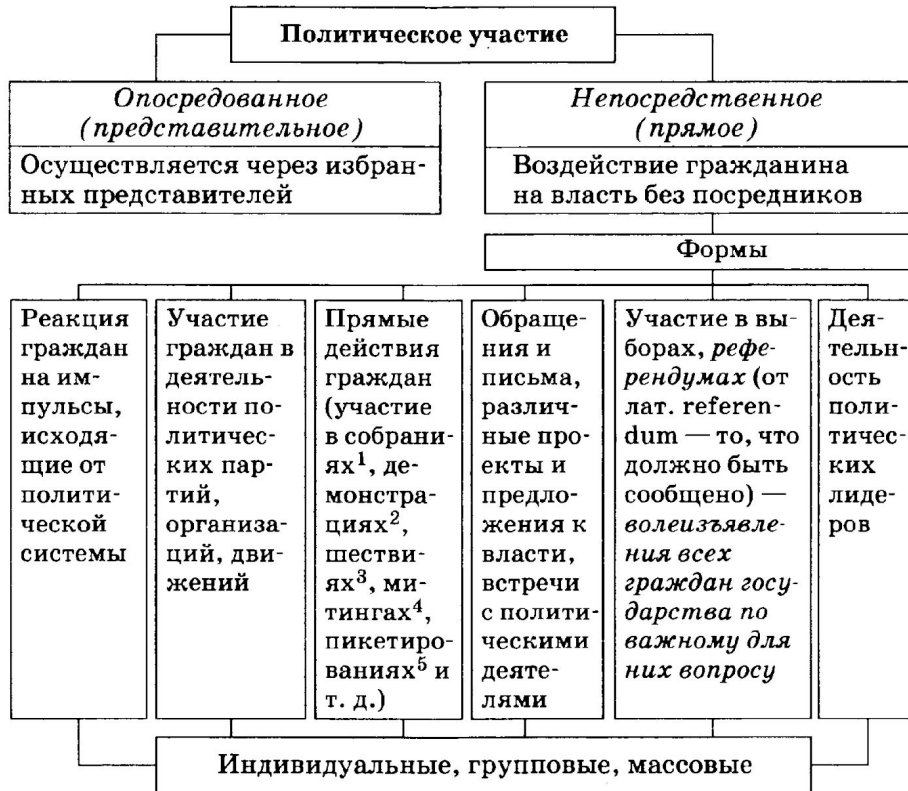 Политическое участие
Опосредованное
(представительное)
Осуществляется через избран-
ных представителей
Непосредственное
(прямое)
Воздействие гражданина
на власть без посредников
Формы
Реакция
граждан
на им-
пульсы,
исходя-
щие от
полити-
ческой
системы
Участие
граждан в
деятель-
ности по-
литичес-
ких пар-
тий,
организа-
ций, дви-
жений
Прямые
действия
граждан
(участие
в собрани-
ях¹, де-
монстра-
циях²,
шестви-
ях³, ми-
тингах⁴,
пикетиро-
ваниях⁵ и
т. д.)
Обраще-
ния и
письма,
различ-
ные про-
екты и
предло-
жения к
власти,
встречи
с полити-
ческими
деяте-
лями
Участие в вы-
борах, рефе-
рендумах (от
лат. referen-
dum — то, что
должно быть
сообщено) —
волеизъявле-
ния всех
граждан госу-
дарства по
важному для
них вопросу
Дея-
тельн-
ость
поли-
тичес-
ких
лиде-
ров
Индивидуальные, групповые, массовые